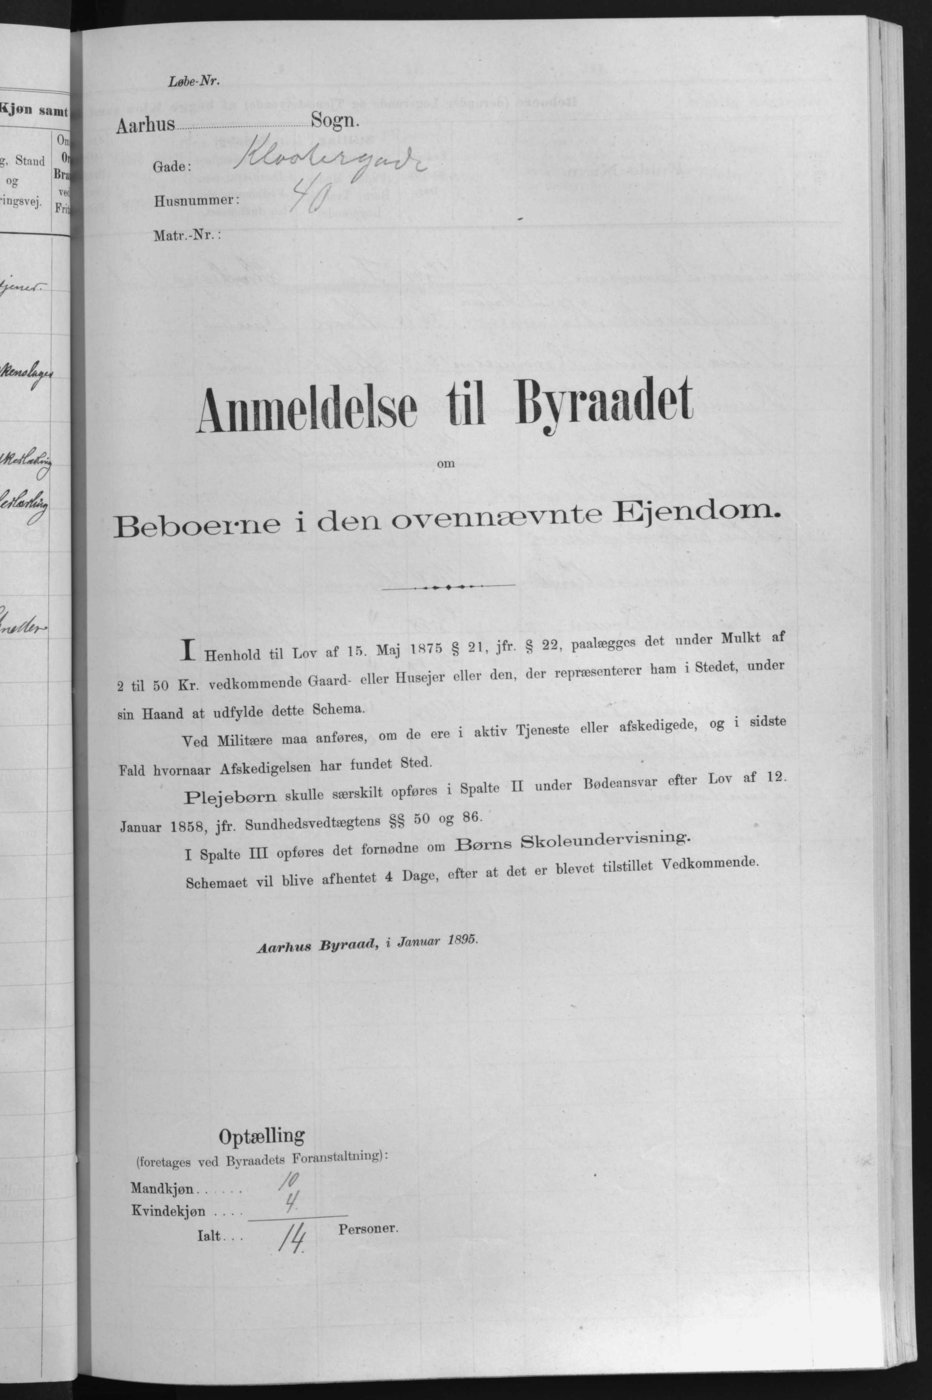 Kjøn samt
g. Stand
og
ringsvej.
tjener.
Løbe-Nr.
Aarhus Sogn.
Gade: Klostergade
Husnummer: 40
Matr.-Nr.:
Anmeldelse til Byraadet
om
Beboerne i den ovennævnte Ejendom.
I Henhold til Lov af 15. Maj 1875 § 21, jfr. § 22, paalægges det under Mulkt af
2 til 50 Kr. vedkommende Gaard- eller Husejer eller den, der repræsenterer ham i Stedet, under
sin Haand at udfylde dette Schema.
Ved Militære maa anføres, om de ere i aktiv Tjeneste eller afskedigede, og i sidste
Fald hvornaar Afskedigelsen har fundet Sted.
Plejebørn skulle særskilt opføres i Spalte II under Bødeansvar efter Lov af 12.
Januar 1858, jfr. Sundhedsvedtægtens §§ 50 og 86.
I Spalte III opføres det fornødne om Børns Skoleundervisning.
Schemaet vil blive afhentet 4 Dage, efter at det er blevet tilstillet Vedkommende.
Aarhus Byraad, i Januar 1895.
Optælling
(foretages ved Byraadets Foranstaltning):
Mandkjøn...... 10
Kvindekjøn .... 4.
Ialt... 14. Personer.